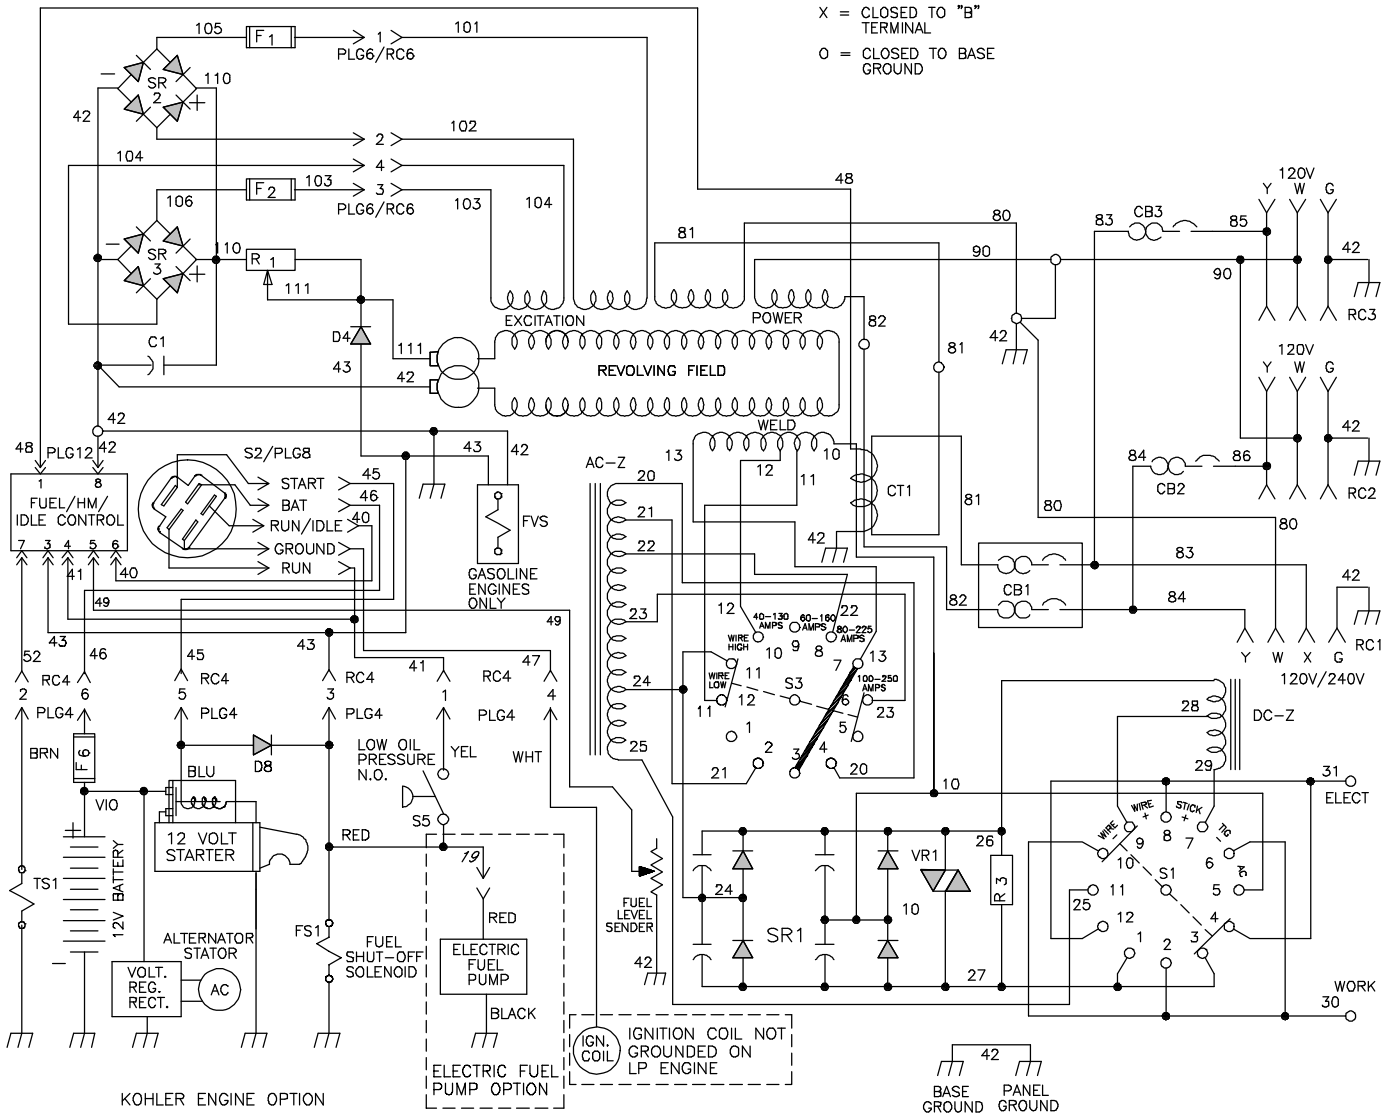 X = CLOSED TO "B"
TERMINAL
O = CLOSED TO BASE
GROUND
105
F1
1
101
PLG6/RC6
SR
2
110
42
2
102
104
4
106
F2
103
3
PLG6/RC6
103
104
48
80
81
90
120V
Y W G
CB3
83
85
42
90
RC3
SR
3
110
R 1
111
EXCITATION
POWER
82
42
81
C1
D4
43
111
42
REVOLVING FIELD
120V
Y W G
42
84
86
CB2
RC2
42
43
42
WELD
48
PLG12
42
1
8
FUEL/HM/
IDLE CONTROL
7 3 4 5 6
S2/PLG8
START
BAT
RUN/IDLE
GROUND
RUN
45
46
40
FVS
GASOLINE
ENGINES
ONLY
AC-Z
20
21
22
23
24
25
13
12
11
10
CT1
42
81
80
80
CB1
83
84
82
42
RC1
Y W X G
120V/240V
41
40
49
43
43
49
52
46
45
41
47
RC4
RC4
RC4
2
6
5
3
1
4
PLG4
PLG4
PLG4
12
22
40-130
AMPS
60-160
AMPS
80-225
AMPS
100-250
AMPS
WIRE
HIGH
WIRE
LOW
10
9
8
7
13
11
12
11
S3
6
23
5
1
2
3
4
21
20
BRN
F 6
VIO
BLU
D8
LOW OIL
PRESSURE
N.O.
YEL
S5
WHT
12 VOLT
STARTER
12V BATTERY
TS1
RED
19
RED
FS1
FUEL
SHUT-OFF
SOLENOID
ALTERNATOR
STATOR
VOLT.
REG.
RECT.
AC
ELECTRIC
FUEL
PUMP
BLACK
ELECTRIC FUEL
PUMP OPTION
KOHLER ENGINE OPTION
FUEL
LEVEL
SENDER
42
IGN.
COIL
IGNITION COIL NOT
GROUNDED ON
LP ENGINE
24
SR1
10
10
VR1
26
R 3
27
DC-Z
28
29
31
ELECT
WIRE
-
WIRE
+
STICK
+
TIG
-
AC
9
8
7
6
5
10
11
12
1
2
3
4
S1
25
WORK
30
42
BASE
GROUND
PANEL
GROUND